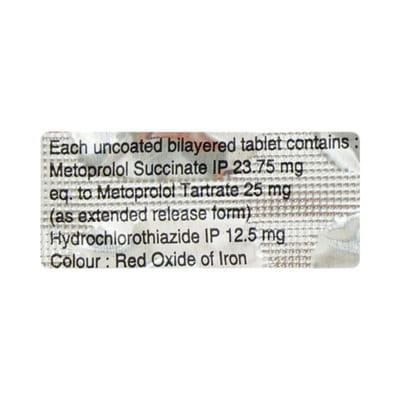 Each uncoated bilayered tablet contains :
Metoprolol Succinate IP 23.75 mg
eq. to Metoprolol Tartrate 25 mg
(as extended release form)
Hydrochlorothiazide IP 12.5 mg
Colour : Red Oxide of Iron